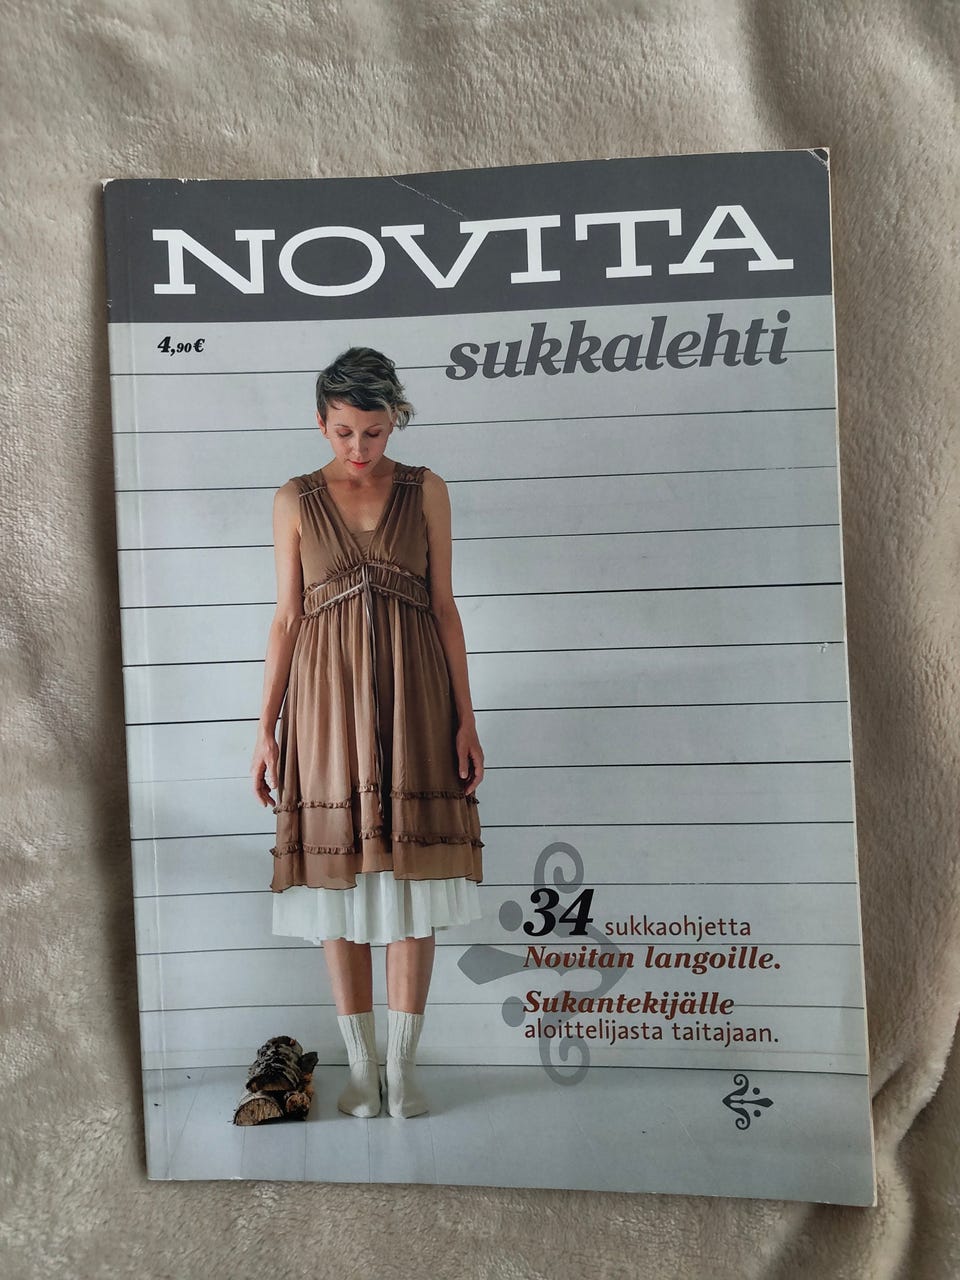 NOVITA
4,90€
sukkalehti
34 sukkaohjetta
Novitan langoille.
Sukantekijälle
aloittelijasta taitajaan.